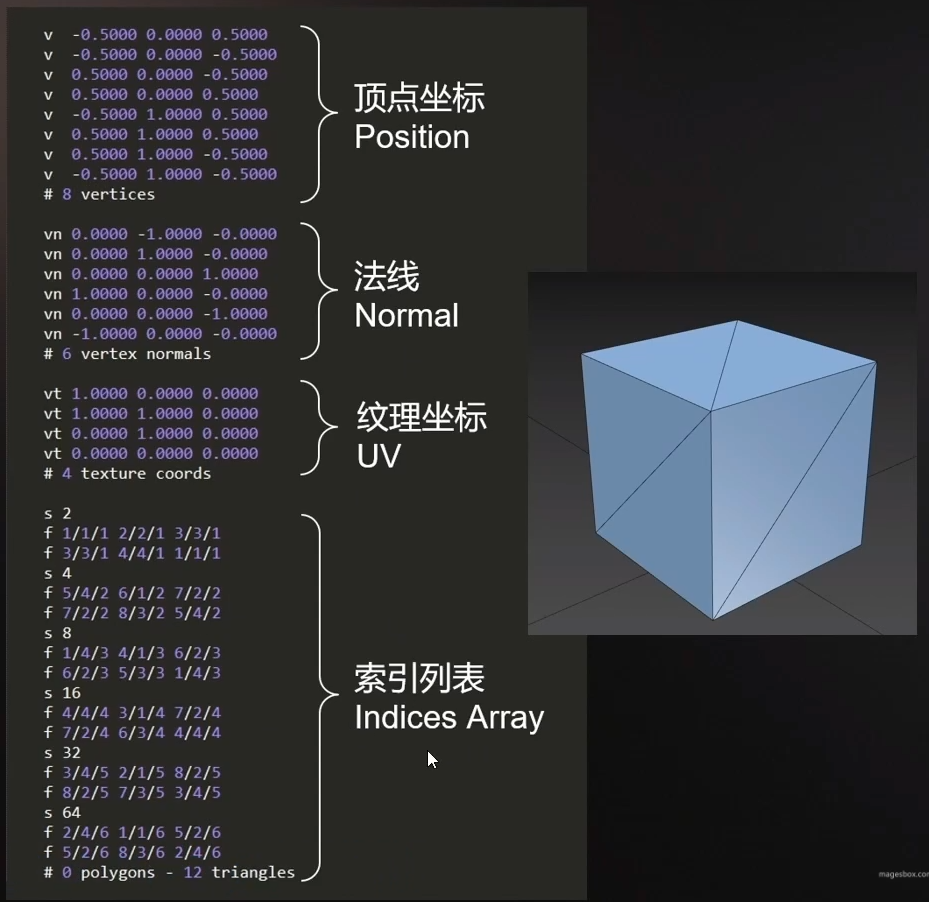 v  -0.5000 0.0000 0.5000
v  -0.5000 0.0000 -0.5000
v  0.5000 0.0000 -0.5000
v  0.5000 0.0000 0.5000
v  -0.5000 1.0000 0.5000
v  0.5000 1.0000 0.5000
v  0.5000 1.0000 -0.5000
v  -0.5000 1.0000 -0.5000
# 8 vertices
顶点坐标
Position
vn 0.0000 -1.0000 -0.0000
vn 0.0000 1.0000 -0.0000
vn 0.0000 0.0000 1.0000
vn 1.0000 0.0000 -0.0000
vn 0.0000 0.0000 -1.0000
vn -1.0000 0.0000 -0.0000
# 6 vertex normals
法线
Normal
vt 1.0000 0.0000 0.0000
vt 1.0000 1.0000 0.0000
vt 0.0000 1.0000 0.0000
vt 0.0000 0.0000 0.0000
# 4 texture coords
纹理坐标
UV
s 2
f 1/1/1 2/2/1 3/3/1
f 3/3/1 4/4/1 1/1/1
s 4
f 5/4/2 6/1/2 7/2/2
f 7/2/2 8/3/2 5/4/2
s 8
f 1/4/3 4/1/3 6/2/3
f 6/2/3 5/3/3 1/4/3
s 16
f 4/4/4 3/1/4 7/2/4
f 7/2/4 6/3/4 4/4/4
s 32
f 3/4/5 2/1/5 8/2/5
f 8/2/5 7/3/5 3/4/5
s 64
f 2/4/6 1/1/6 5/2/6
f 5/2/6 8/3/6 2/4/6
# 0 polygons - 12 triangles
索引列表
Indices Array
magesbox.com